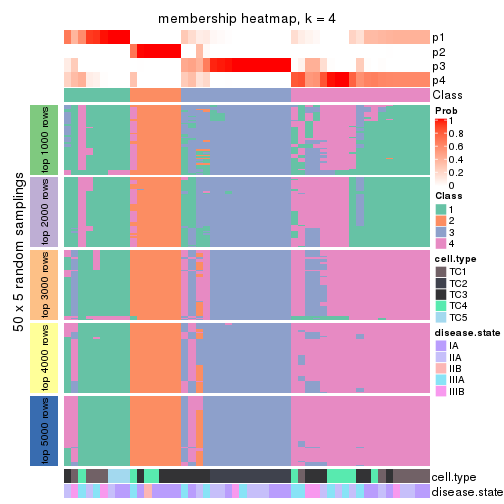 membership heatmap, k = 4
p1
p2
p3
p4
Class
50 x 5 random samplings
top 1000 rows
top 2000 rows
top 3000 rows
top 4000 rows
top 5000 rows
cell.type
disease.state
Prob
1
0.8
0.6
0.4
0.2
0
Class
1
2
3
4
cell.type
TC1
TC2
TC3
TC4
TC5
disease.state
IA
IIA
IIB
IIIA
IIIB